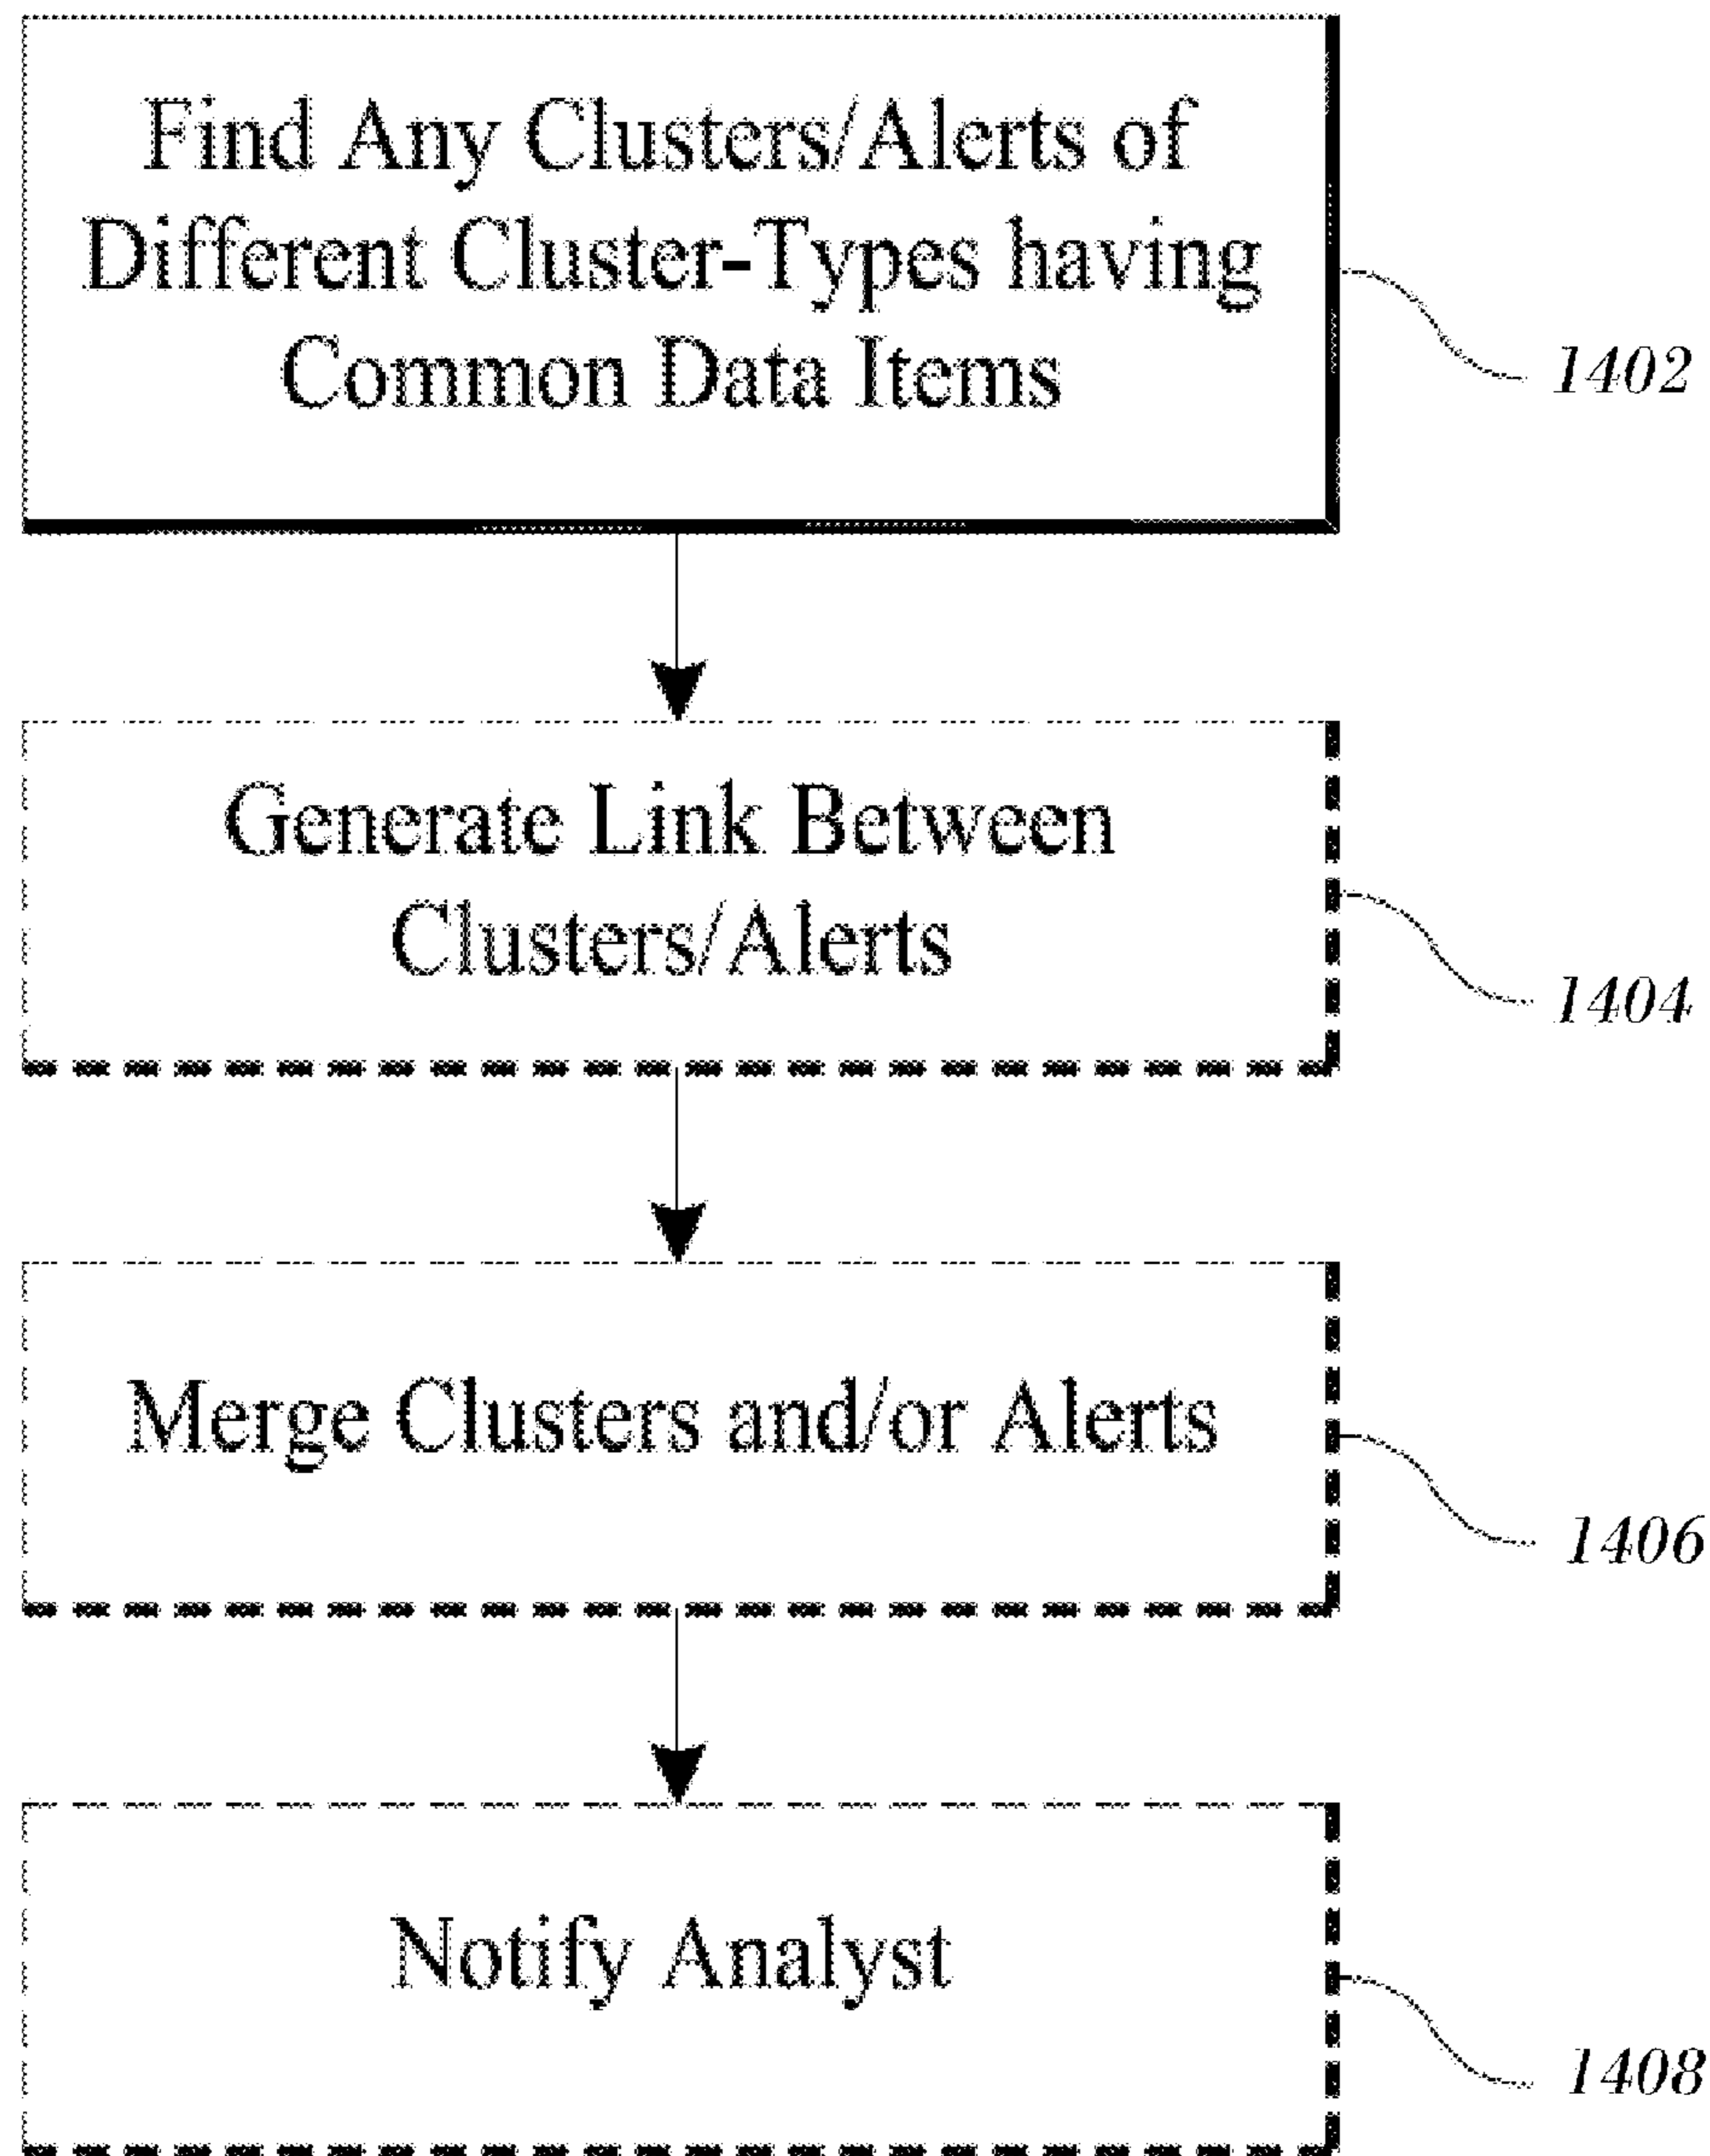 Find Any Clusters/Alerts of
Different Cluster-Types having
Common Data Items
1402
Generate Link Between
Clusters/Alerts
1404
Merge Clusters and/or Alerts
1406
Notify Analyst
1408